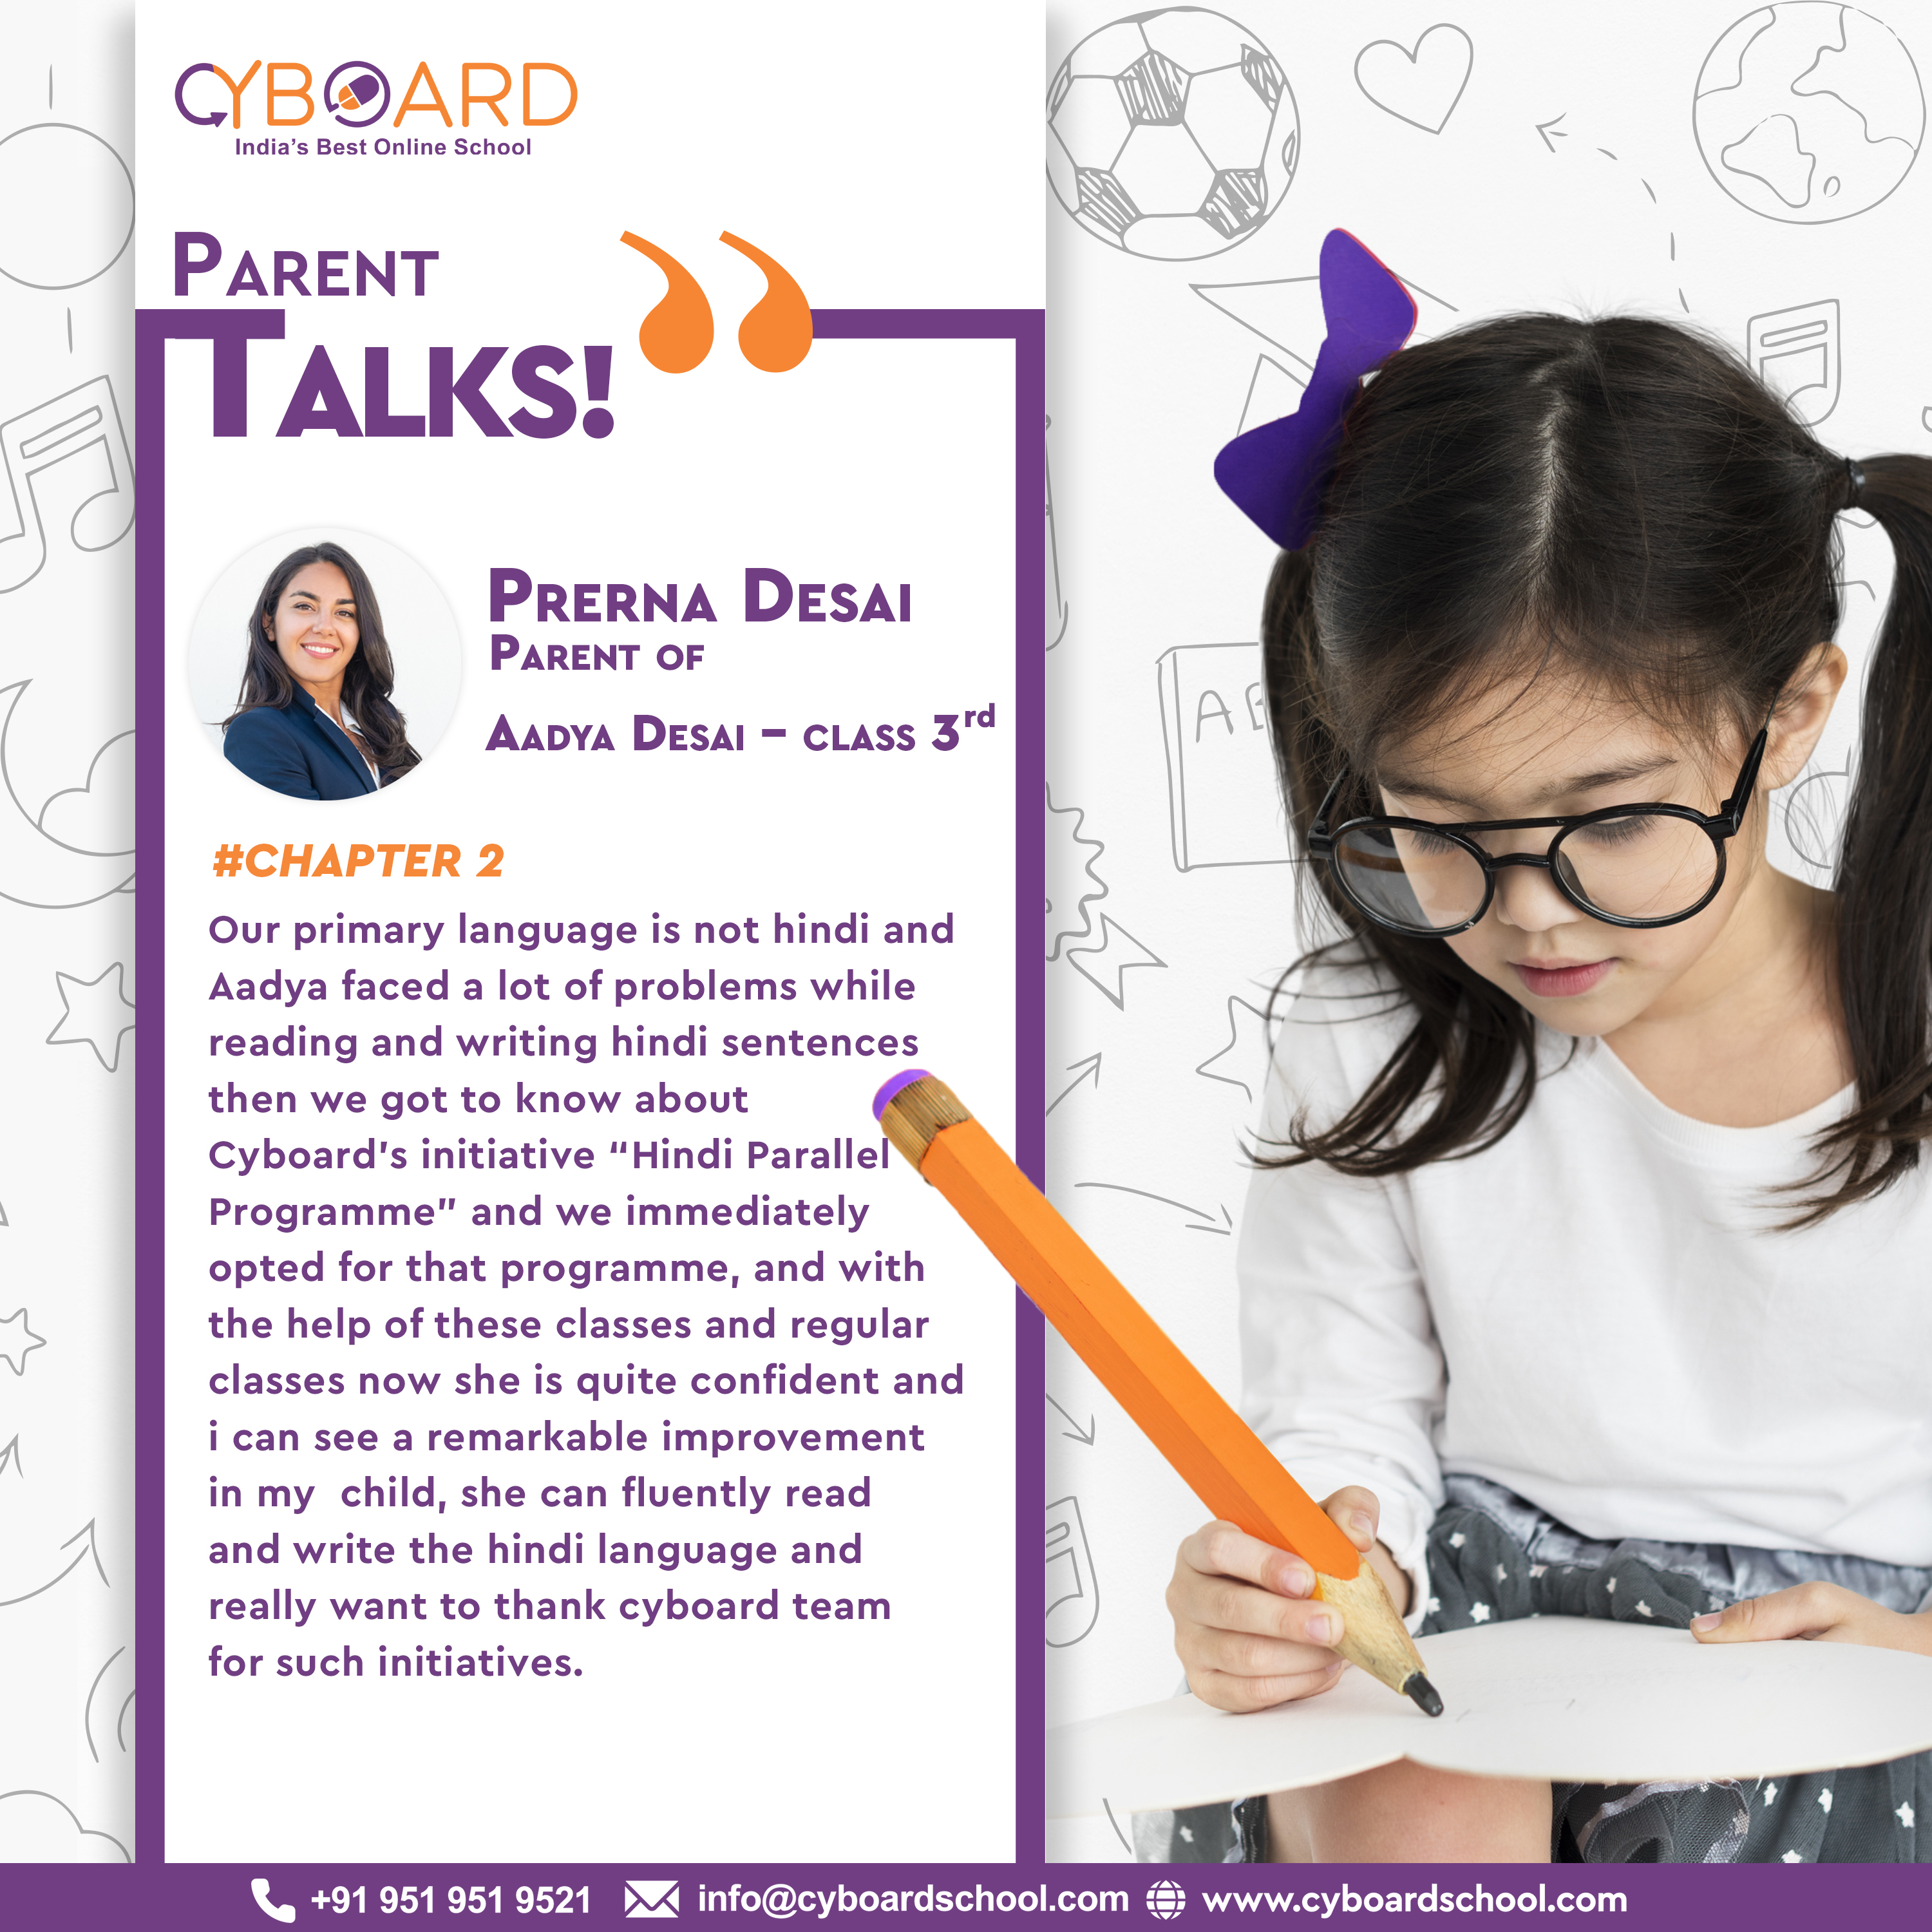 CYBOARD
India's Best Online School
PARENT
TALKS!
PRERNA DESAI
PARENT OF
AADYA DESAI – CLASS 3rd
#CHAPTER 2
Our primary language is not hindi and
Aadya faced a lot of problems while
reading and writing hindi sentences
then we got to know about
Cyboard's initiative “Hindi Parallel
Programme” and we immediately
opted for that programme, and with
the help of these classes and regular
classes now she is quite confident and
i can see a remarkable improvement
in my  child, she can fluently read
and write the hindi language and
really want to thank cyboard team
for such initiatives.
+91 951 951 9521 info@cyboardschool.com www.cyboardschool.com